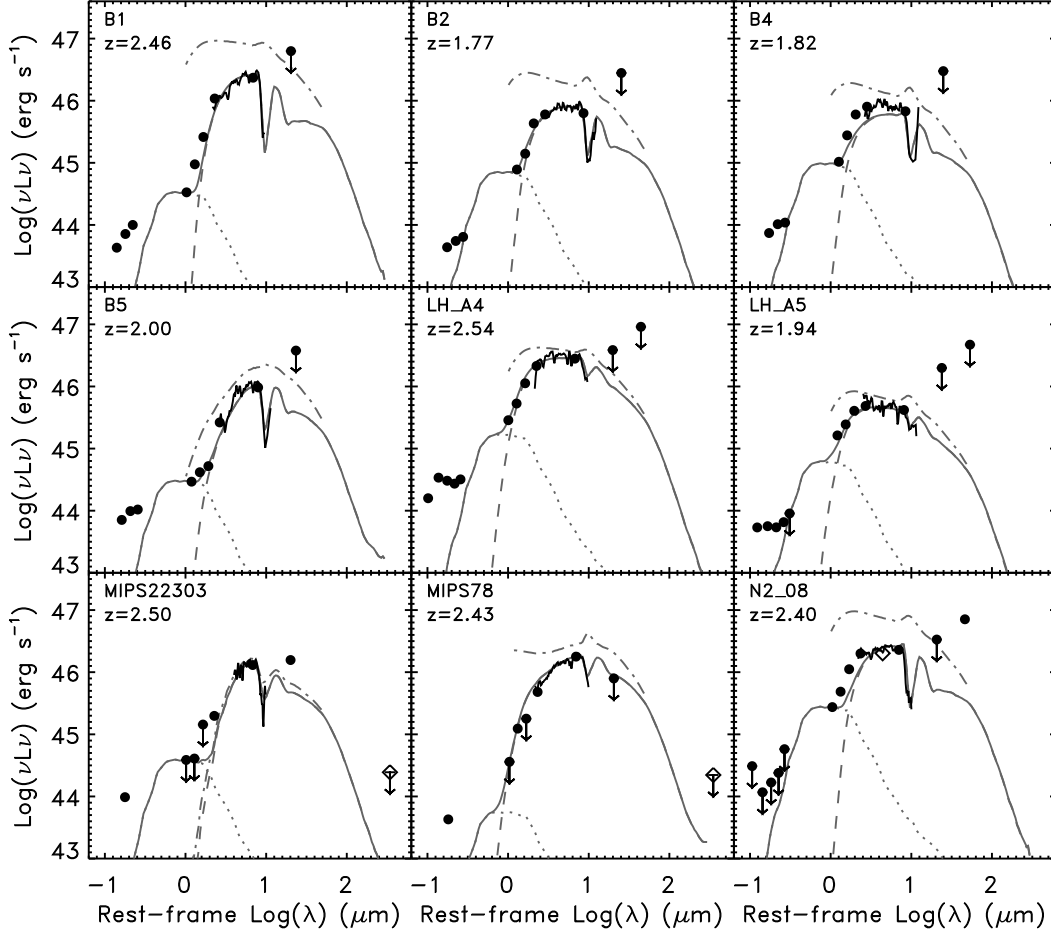 B1
z=2.46
B2
z=1.77
B4
z=1.82
47
46
45
44
43
Log(νLν) (erg s⁻¹)
B5
z=2.00
LH_A4
z=2.54
LH_A5
z=1.94
47
46
45
44
43
Log(νLν) (erg s⁻¹)
MIPS22303
z=2.50
MIPS78
z=2.43
N2_08
z=2.40
47
46
45
44
43
Log(νLν) (erg s⁻¹)
−1 0 1 2
−1 0 1 2
−1 0 1 2
Rest−frame Log(λ) (μm)
Rest−frame Log(λ) (μm)
Rest−frame Log(λ) (μm)